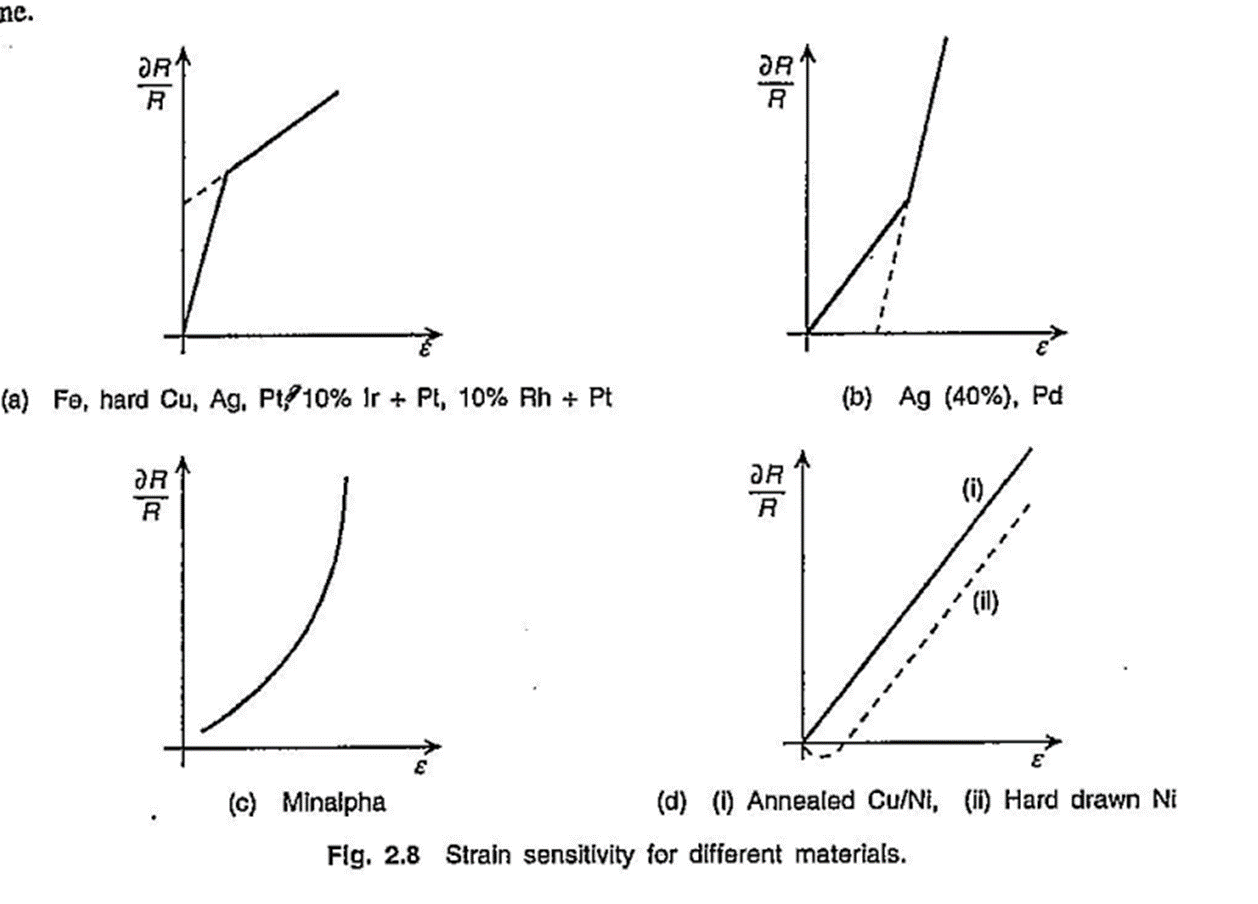 ne.
∂R
R
ε
∂R
R
ε
(a) Fe, hard Cu, Ag, Pt, 10% Ir + Pt, 10% Rh + Pt
(b) Ag (40%), Pd
∂R
R
ε
∂R
R
(i)
(ii)
ε
(c) Minalpha
(d) (i) Annealed Cu/Ni, (ii) Hard drawn Ni
Fig. 2.8 Strain sensitivity for different materials.